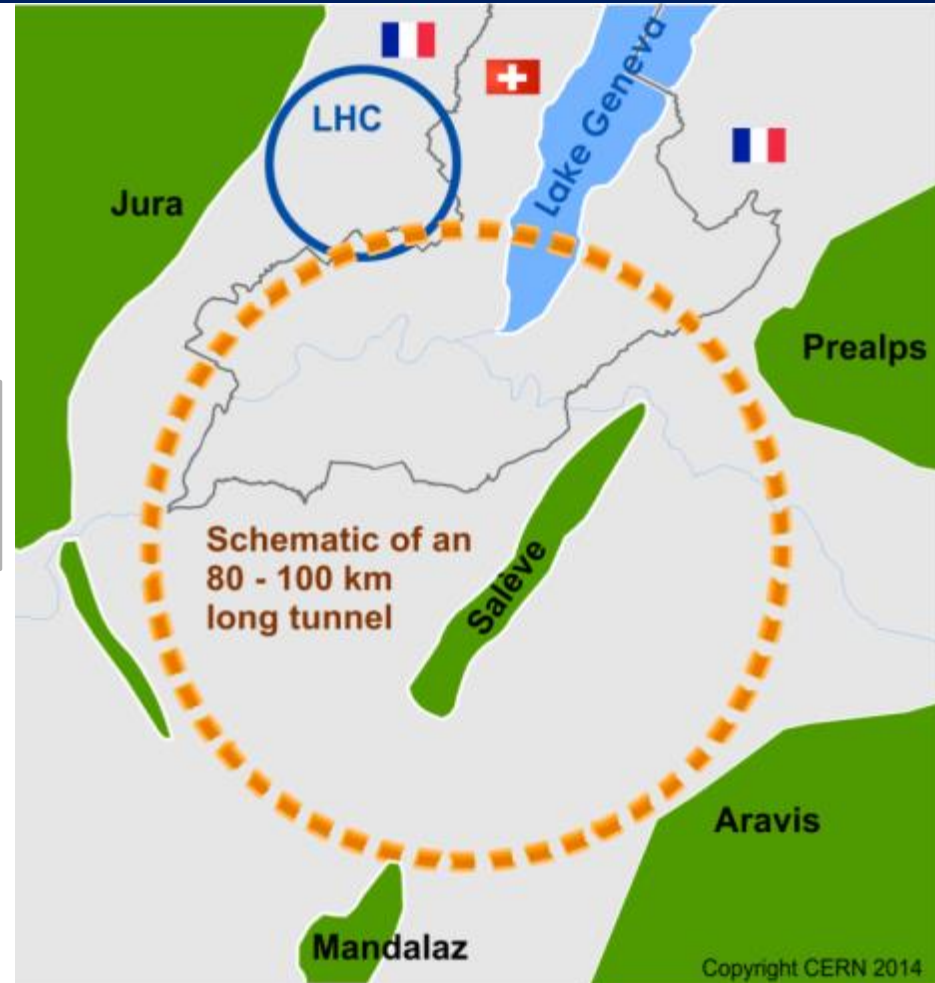 LHC
Lake Geneva
Jura
Prealps
Schematic of an
80 - 100 km
long tunnel
Salève
Aravis
Mandalaz
Copyright CERN 2014